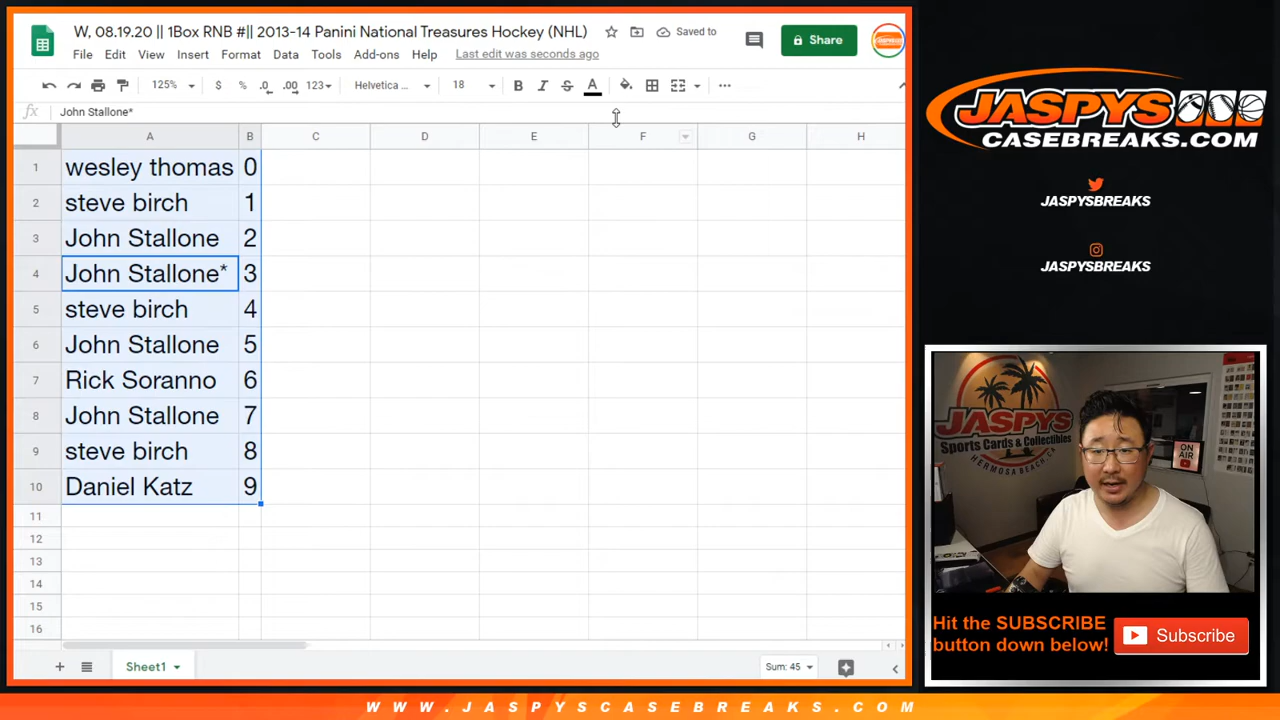 W, 08.19.20 || 1Box RNB #|| 2013-14 Panini National Treasures Hockey (NHL)
Saved to
File Edit View Insert Format Data Tools Add-ons Help Last edit was seconds ago
Share
125% $ % .0 .00 123 Helvetica ... 18 B I S A
fx John Stallone*
A B C D E F G H
1 wesley thomas 0
2 steve birch 1
3 John Stallone 2
4 John Stallone* 3
5 steve birch 4
6 John Stallone 5
7 Rick Soranno 6
8 John Stallone 7
9 steve birch 8
10 Daniel Katz 9
11
12
13
14
15
16
Sheet1
Sum: 45
JASPYS
CASEBREAKS.COM
JASPYSBREAKS
JASPYSBREAKS
JASPYS
Sports Cards & Collectibles
HERMOSA BEACH, CA
ON
AIR
Hit the SUBSCRIBE
button down below!
Subscribe
WWW.JASPYSCASEBREAKS.COM